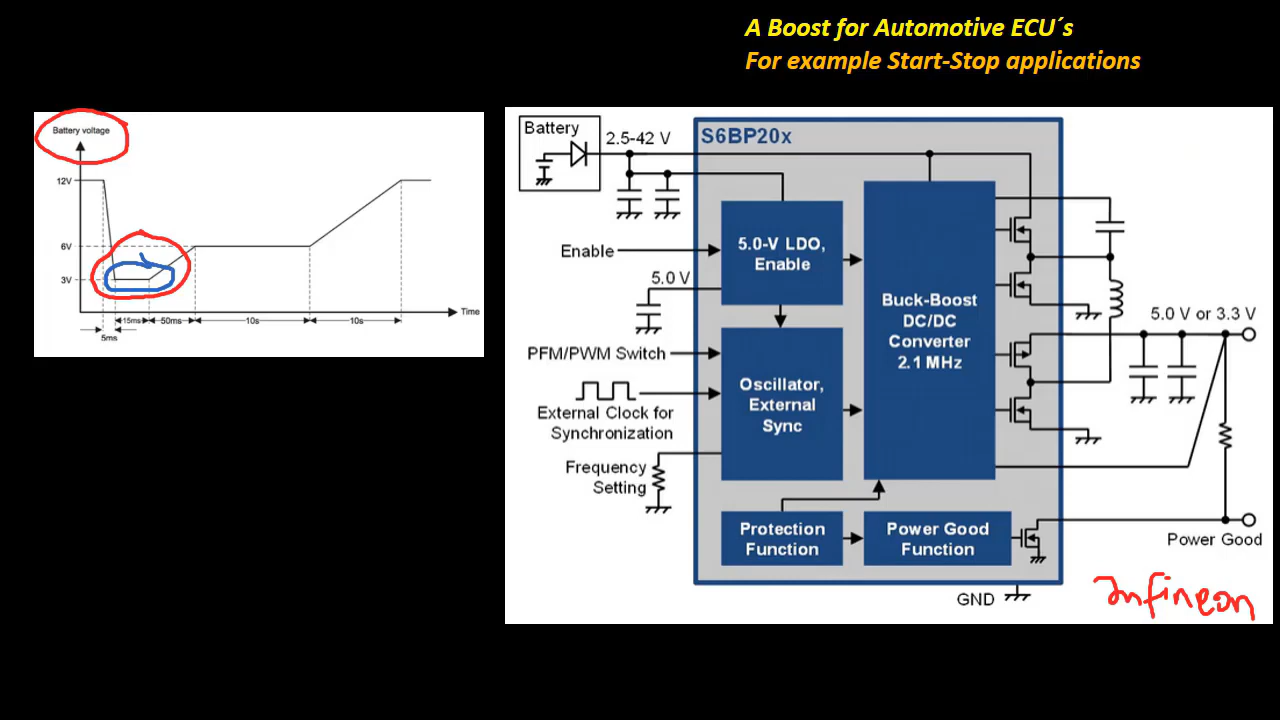 A Boost for Automotive ECU´s
For example Start-Stop applications
Battery voltage
12V
6V
3V
Time
15ms
50ms
10s
10s
5ms
Battery
2.5-42 V
S6BP20x
Enable
5.0-V LDO,
Enable
5.0 V
Buck-Boost
DC/DC
Converter
2.1 MHz
5.0 V or 3.3 V
PFM/PWM Switch
External Clock for
Synchronization
Oscillator,
External
Sync
Frequency
Setting
Protection
Function
Power Good
Function
Power Good
GND
Infineon